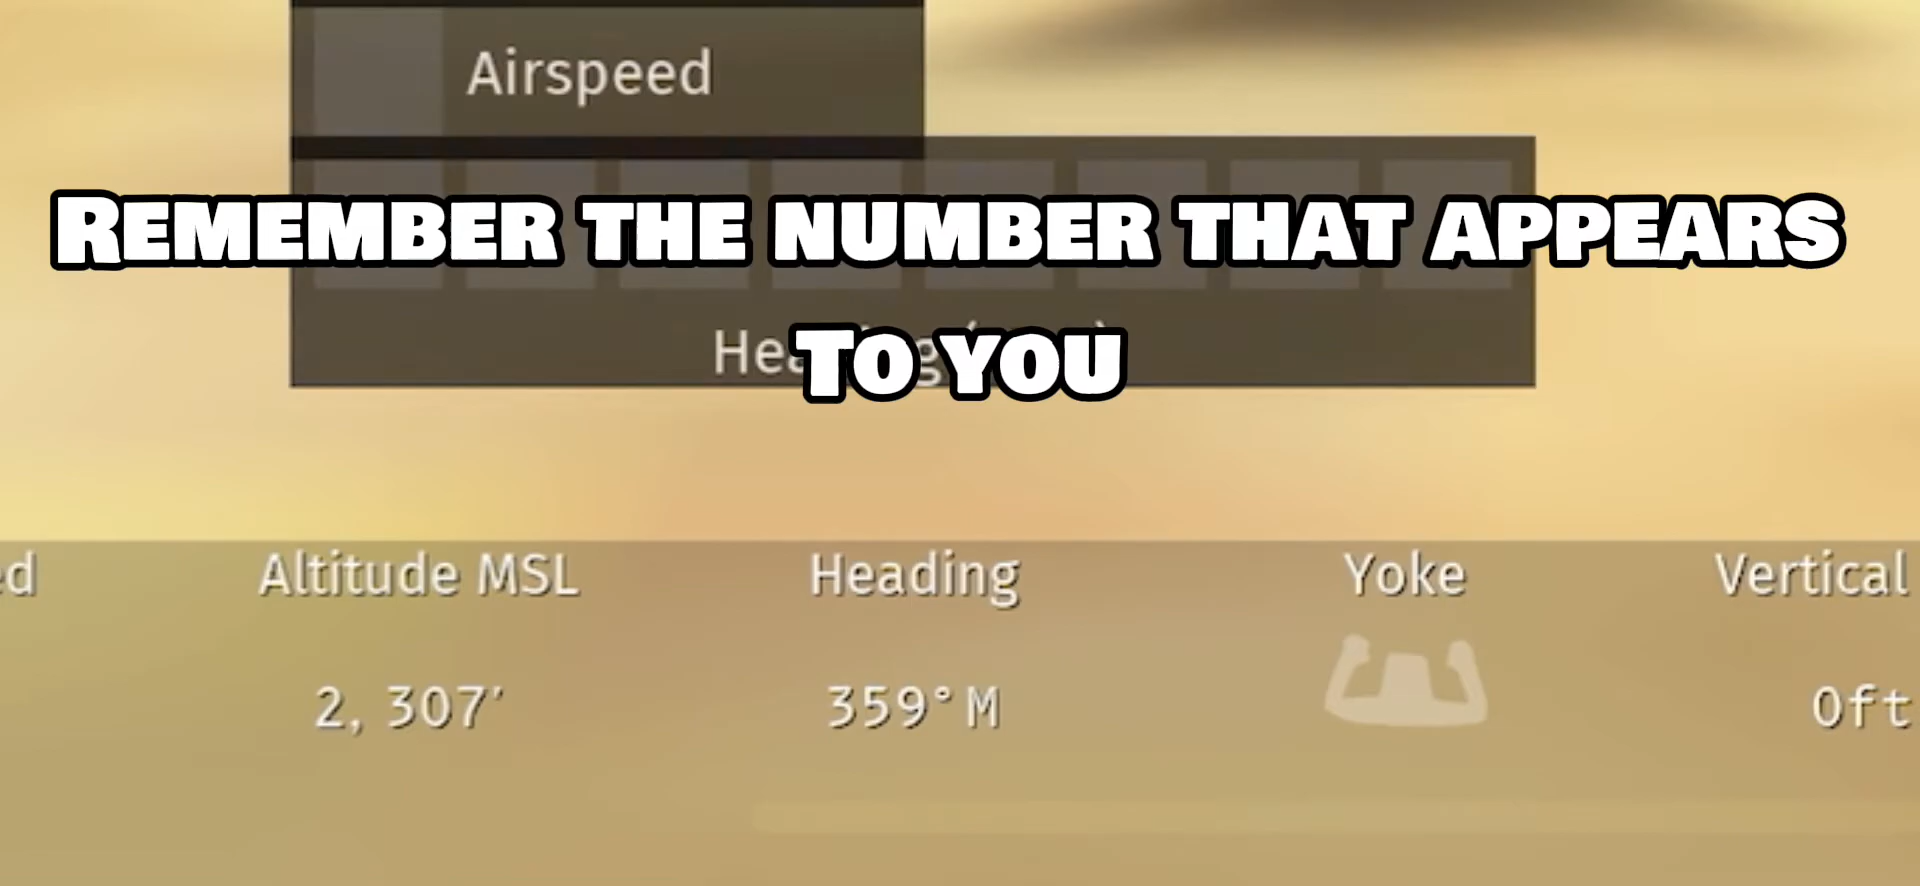 Airspeed
REMEMBER THE NUMBER THAT APPEARS
TO YOU
Altitude MSL
Heading
Yoke
Vertical
2, 307'
359°M
0ft